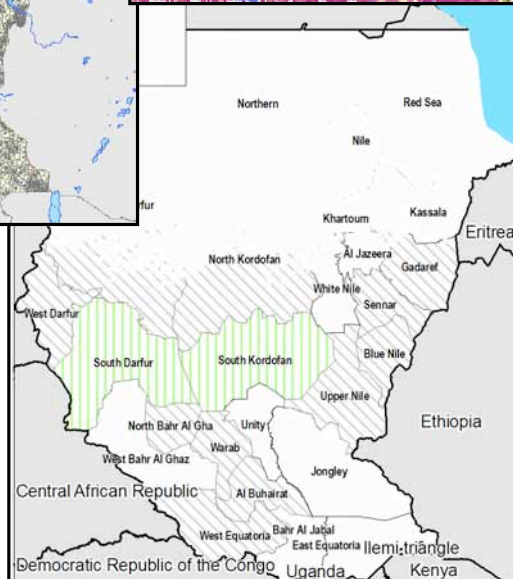 Northern
Red Sea
Nile
rfur
Khartoum
Kassala
Eritrea
Al Jazeera
North Kordofan
Gadaref
White Nile
Sennar
West Darfur
South Darfur
South Kordofan
Blue Nile
Upper Nile
Ethiopia
North Bahr Al Gha
Unity
Warab
West Bahr Al Ghaz
Jongley
Central African Republic
Al Buhairat
Bahr Al Jabal
West Equatoria
East Equatoria
Ilemi triangle
Democratic Republic of the Congo
Uganda
Kenya